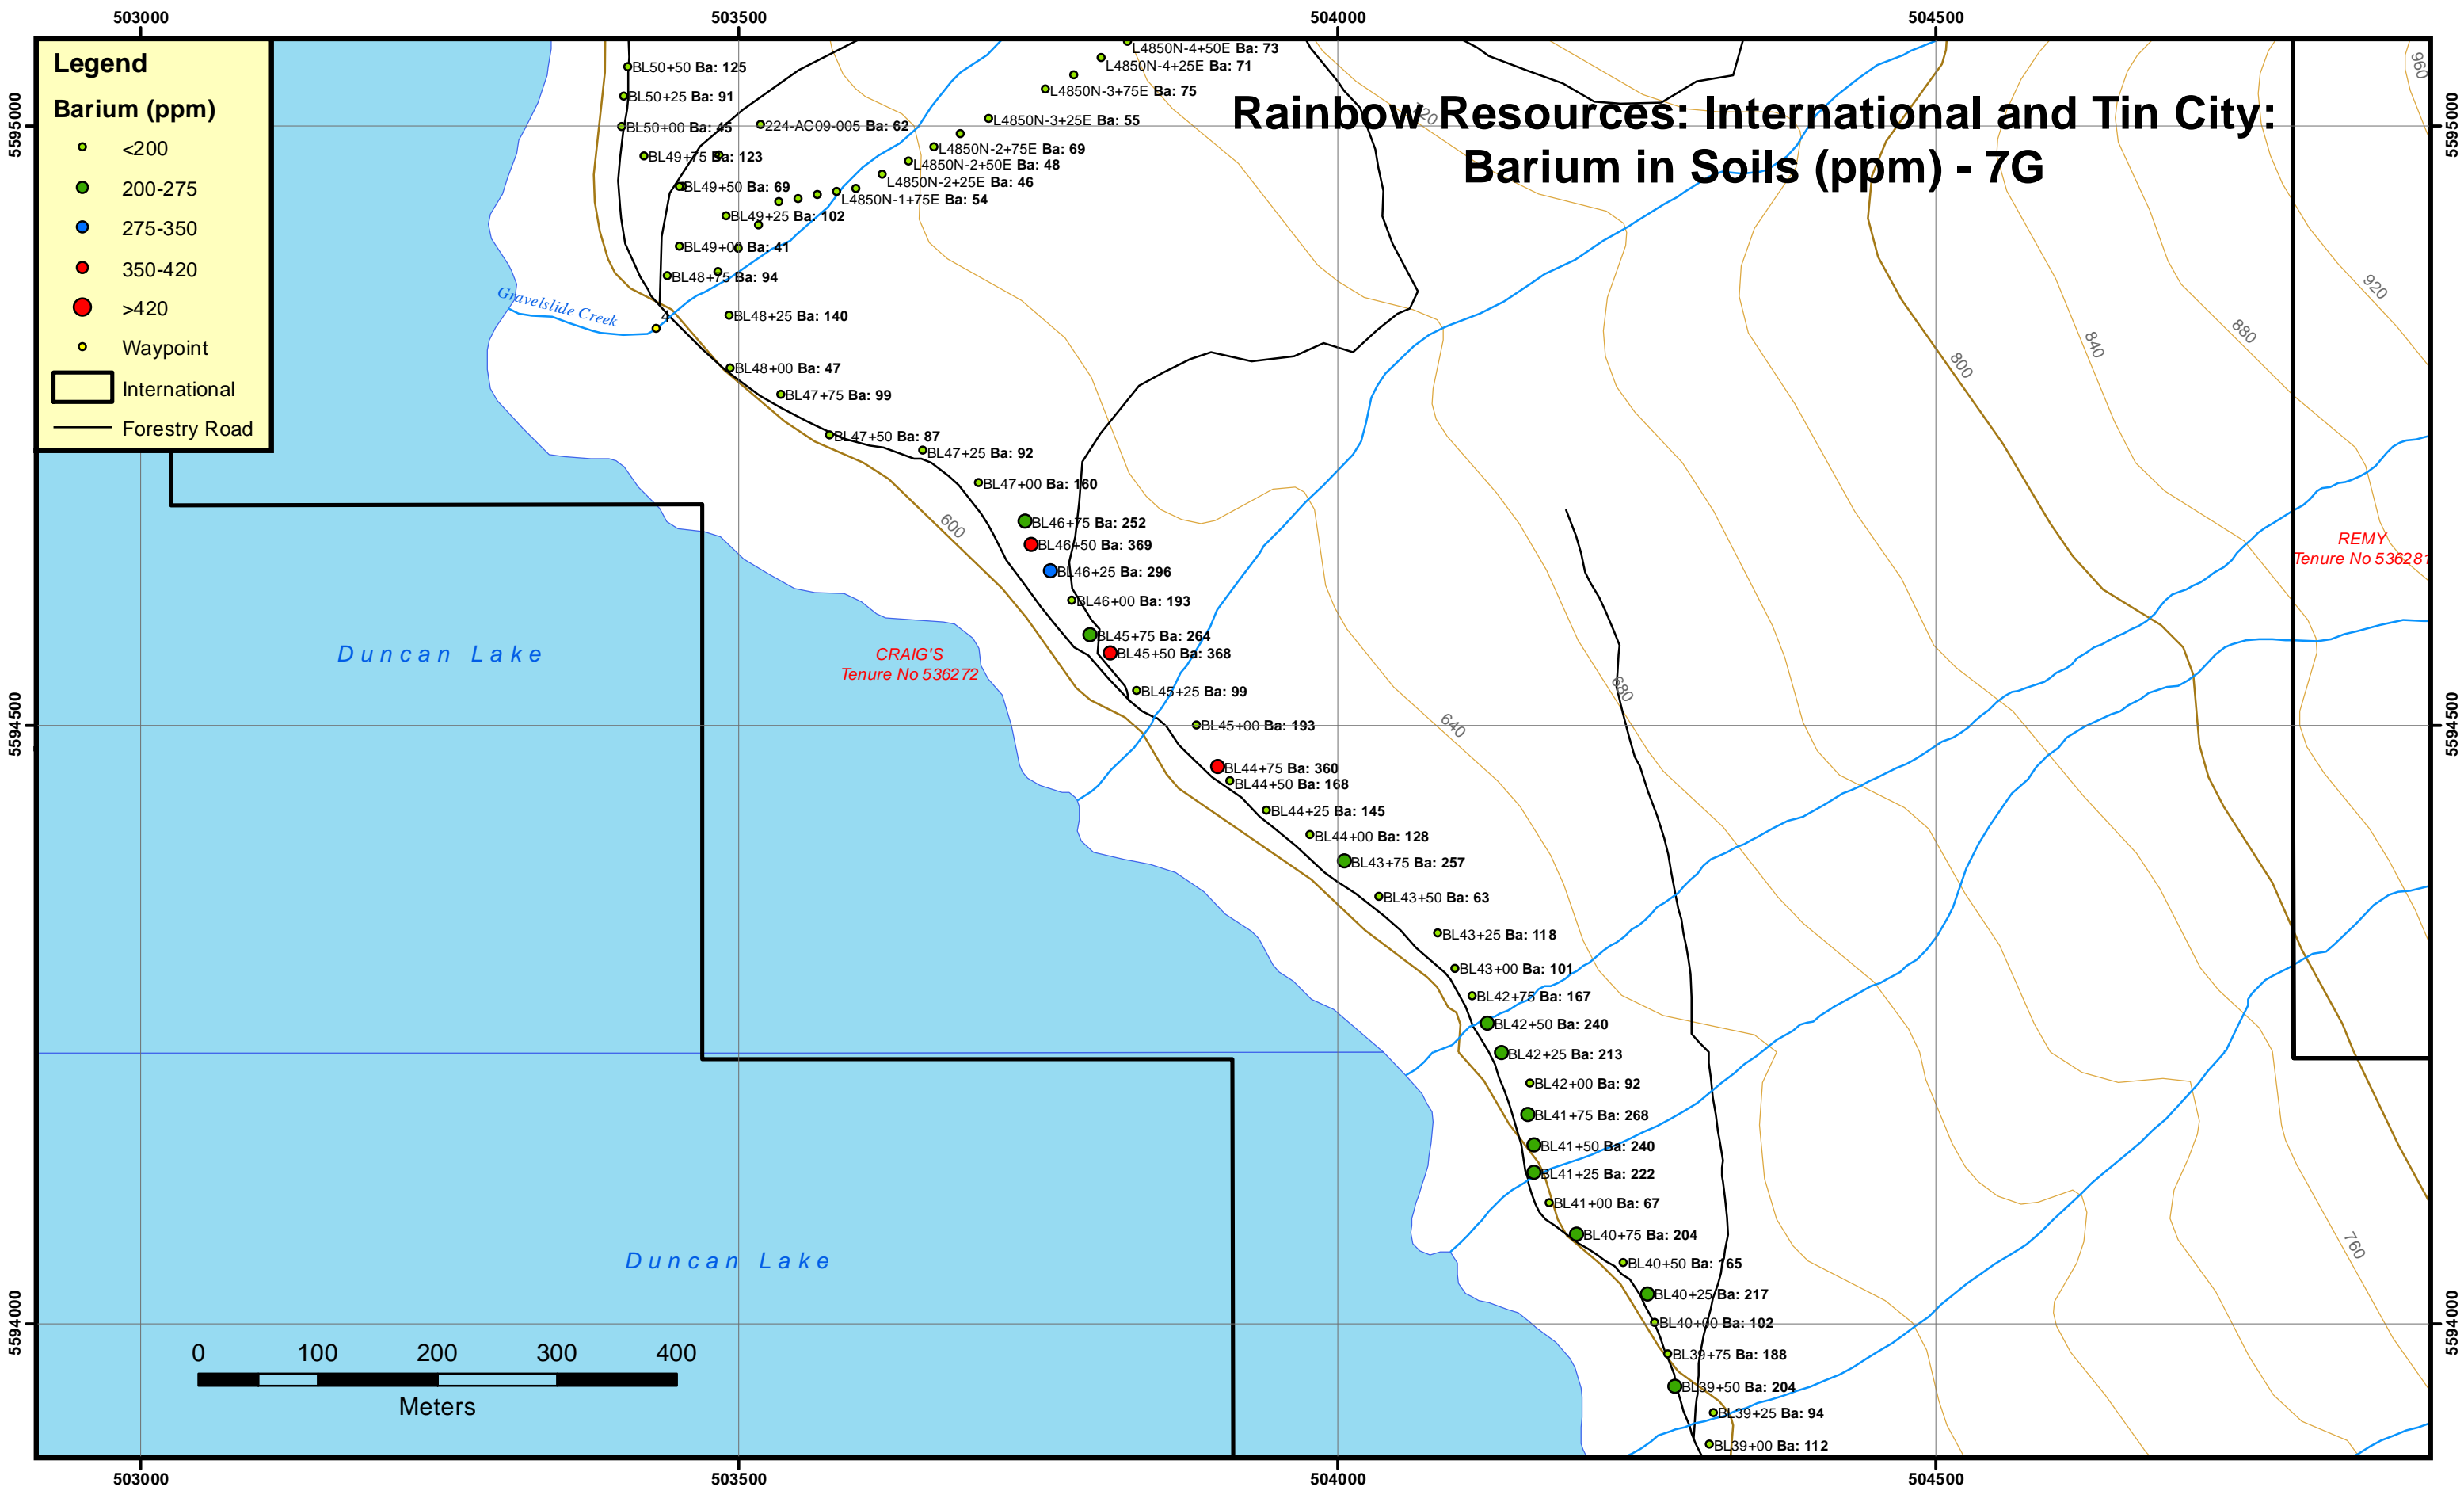 503000
503500
504000
504500
Legend
Barium (ppm)
<200
200-275
275-350
350-420
>420
Waypoint
International
Forestry Road
Rainbow Resources: International and Tin City:
Barium in Soils (ppm) - 7G
5595000
5595000
L4850N-4+50E Ba: 73
L4850N-4+25E Ba: 71
L4850N-3+75E Ba: 75
L4850N-3+25E Ba: 55
L4850N-2+75E Ba: 69
L4850N-2+50E Ba: 48
L4850N-2+25E Ba: 46
L4850N-1+75E Ba: 54
BL50+50 Ba: 125
BL50+25 Ba: 91
BL50+00 Ba: 45
224-AC09-005 Ba: 62
BL49+75 Ba: 123
BL49+50 Ba: 69
BL49+25 Ba: 102
BL49+00 Ba: 41
BL48+75 Ba: 94
Gravelslide Creek
4
BL48+25 Ba: 140
BL48+00 Ba: 47
BL47+75 Ba: 99
BL47+50 Ba: 87
BL47+25 Ba: 92
BL47+00 Ba: 160
BL46+75 Ba: 252
BL46+50 Ba: 369
BL46+25 Ba: 296
BL46+00 Ba: 193
BL45+75 Ba: 264
BL45+50 Ba: 368
BL45+25 Ba: 99
BL45+00 Ba: 193
BL44+75 Ba: 360
BL44+50 Ba: 168
BL44+25 Ba: 145
BL44+00 Ba: 128
BL43+75 Ba: 257
BL43+50 Ba: 63
BL43+25 Ba: 118
BL43+00 Ba: 101
BL42+75 Ba: 167
BL42+50 Ba: 240
BL42+25 Ba: 213
BL42+00 Ba: 92
BL41+75 Ba: 268
BL41+50 Ba: 240
BL41+25 Ba: 222
BL41+00 Ba: 67
BL40+75 Ba: 204
BL40+50 Ba: 165
BL40+25 Ba: 217
BL40+00 Ba: 102
BL39+75 Ba: 188
BL39+50 Ba: 204
BL39+25 Ba: 94
BL39+00 Ba: 112
960
920
880
840
800
760
680
640
600
REMY
Tenure No 536281
CRAIG'S
Tenure No 536272
Duncan Lake
Duncan Lake
5594500
5594500
5594000
5594000
0 100 200 300 400
Meters
503000
503500
504000
504500